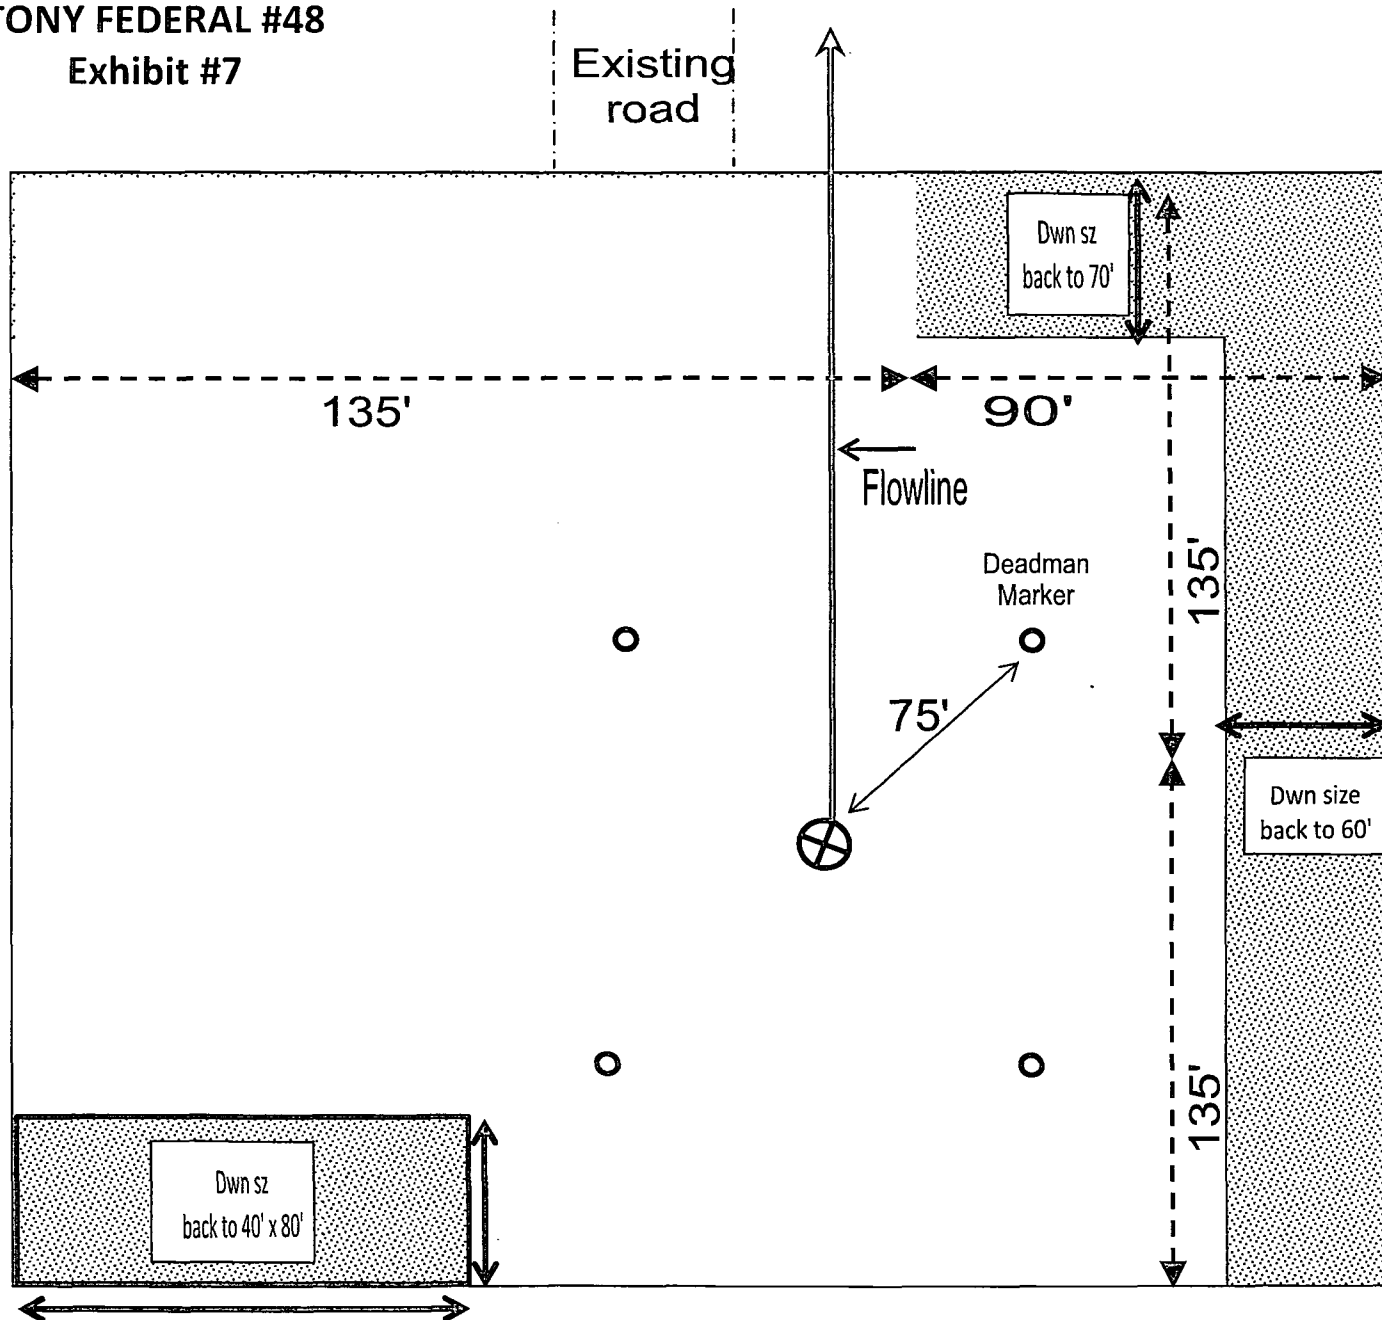 TONY FEDERAL #48
Exhibit #7
Existing
road
Dwn sz
back to 70'
135'
90'
Flowline
Deadman
Marker
135'
75'
Dwn size
back to 60'
135'
Dwn sz
back to 40' x 80'